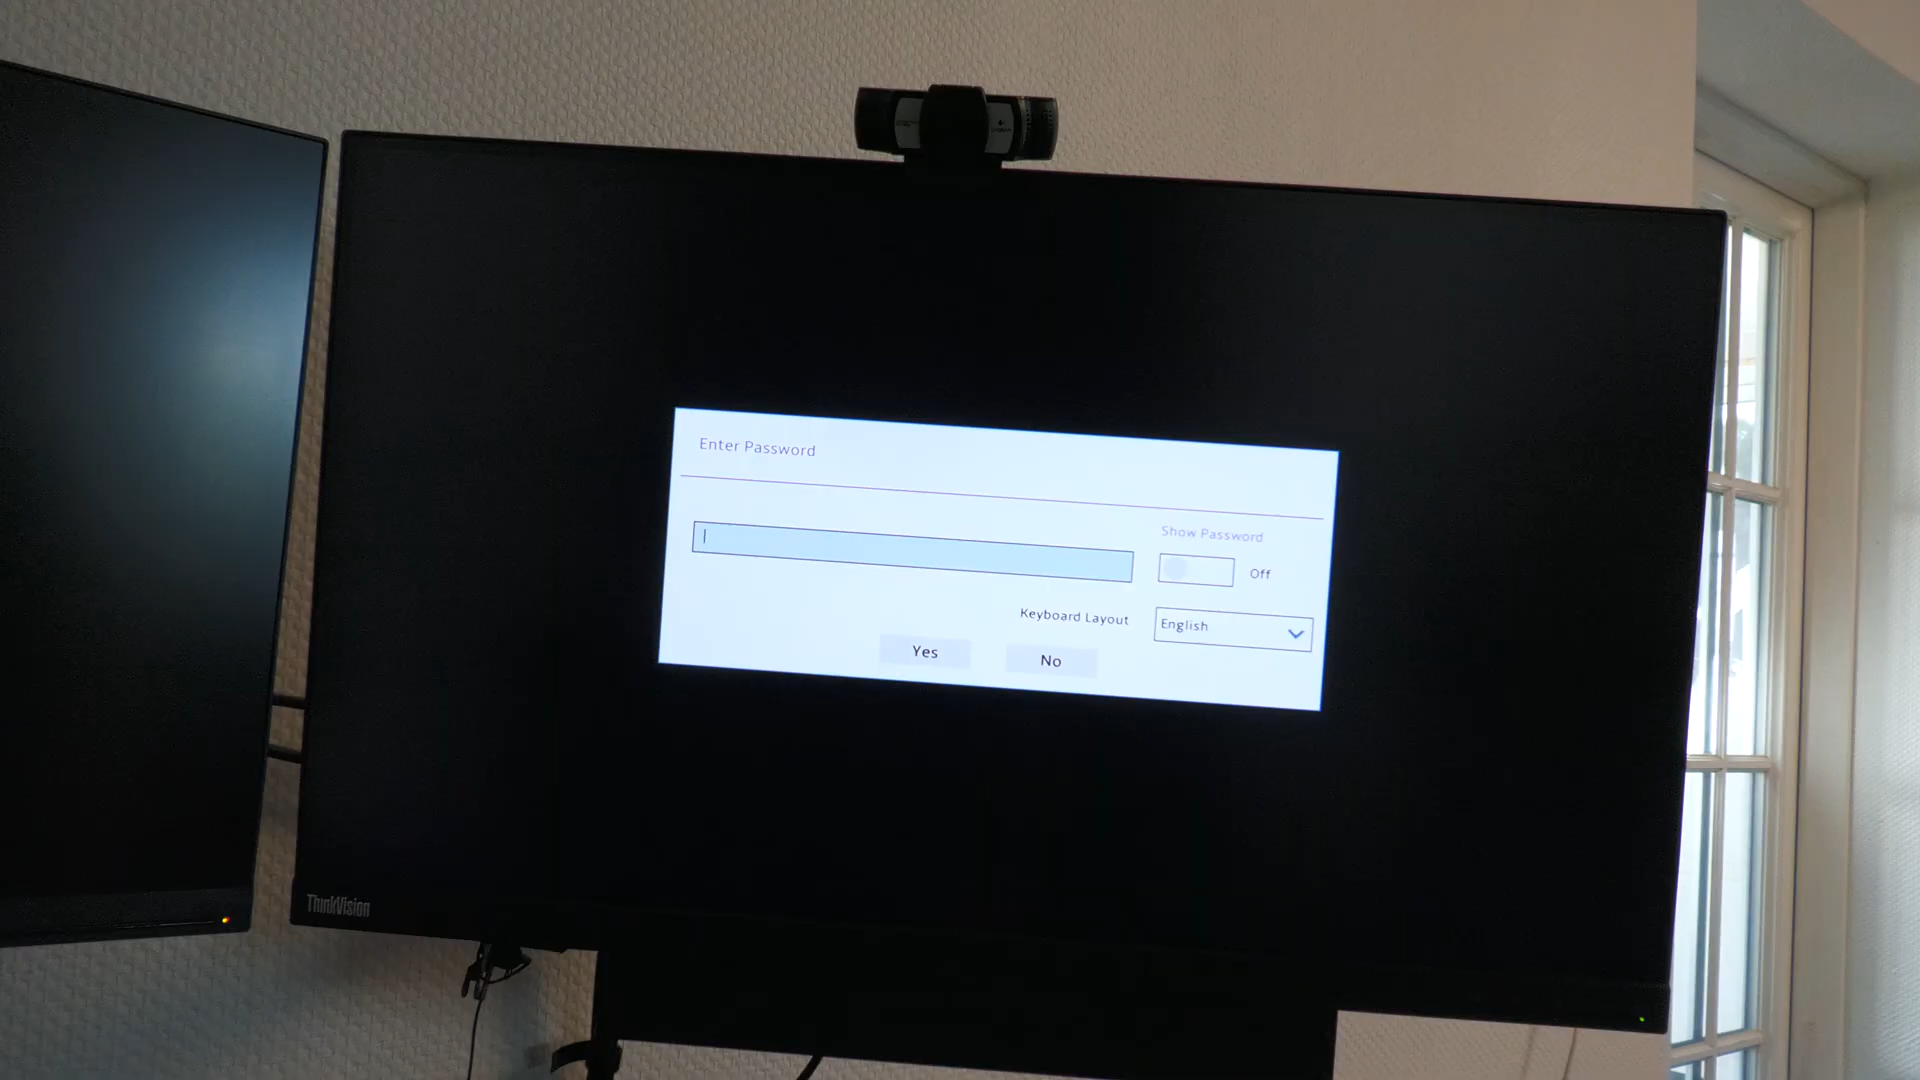 Enter Password
Show Password
Off
Keyboard Layout
English
Yes
No
ThinkVision